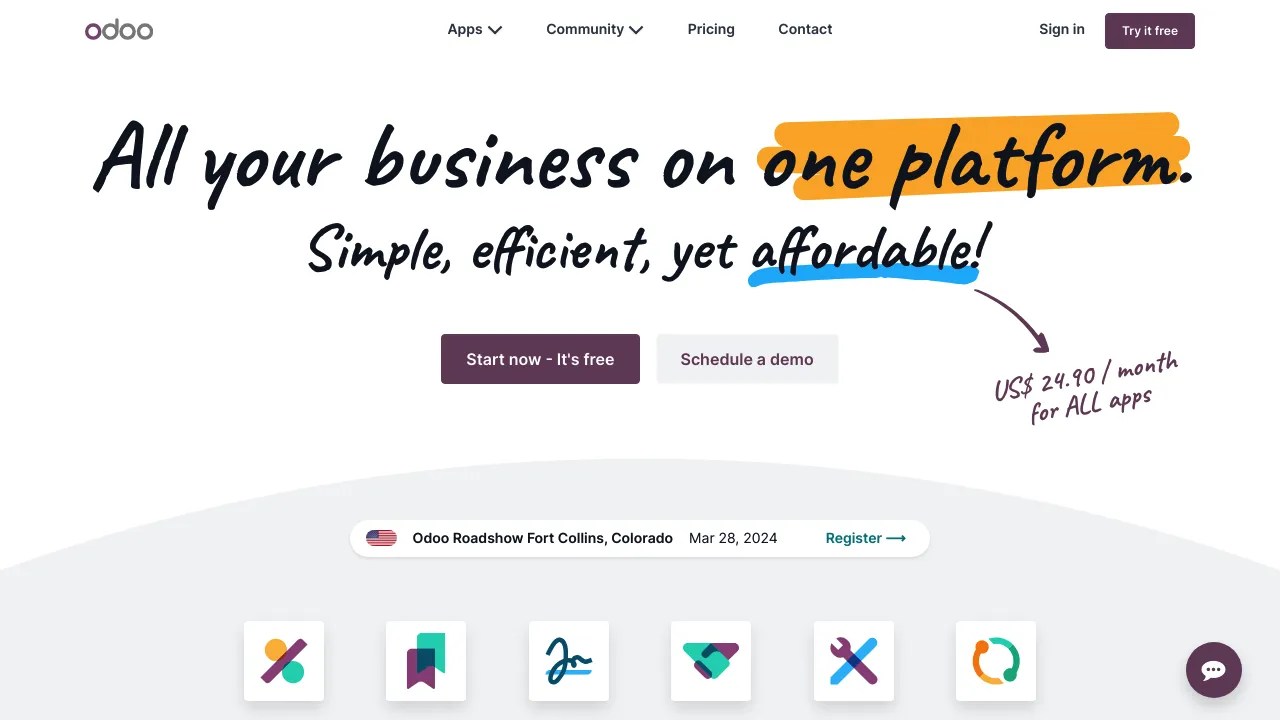 odoo
Apps
Community
Pricing
Contact
Sign in
Try it free
All your business on one platform.
Simple, efficient, yet affordable!
Start now - It's free
Schedule a demo
US$ 24.90 / month
for ALL apps
Odoo Roadshow Fort Collins, Colorado Mar 28, 2024 Register ⟶